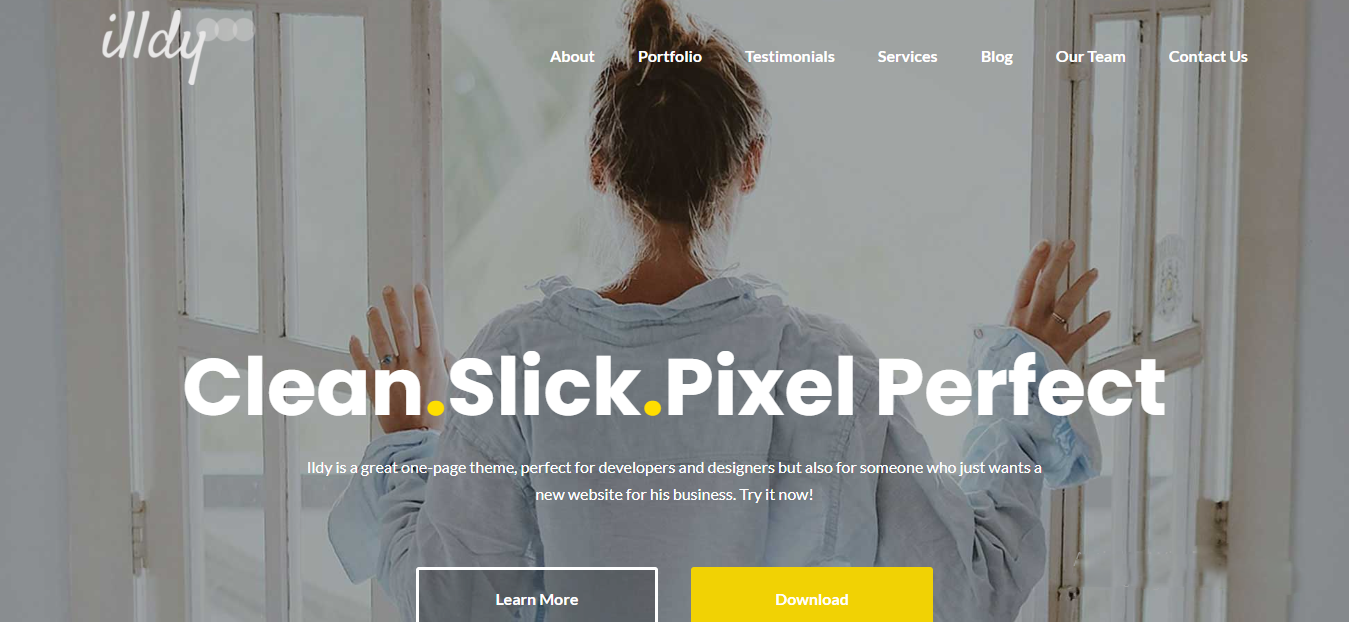 illdy
About Portfolio Testimonials Services Blog Our Team Contact Us
Clean.Slick.Pixel Perfect
Ildy is a great one-page theme, perfect for developers and designers but also for someone who just wants a
new website for his business. Try it now!
Learn More Download